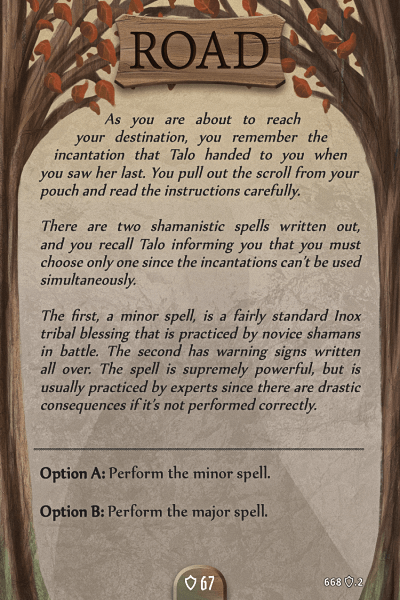 ROAD
As you are about to reach
your destination, you remember the
incantation that Talo handed to you when
you saw her last. You pull out the scroll from your
pouch and read the instructions carefully.
There are two shamanistic spells written out,
and you recall Talo informing you that you must
choose only one since the incantations can't be used
simultaneously.
The first, a minor spell, is a fairly standard Inox
tribal blessing that is practiced by novice shamans
in battle. The second has warning signs written
all over. The spell is supremely powerful, but is
usually practiced by experts since there are drastic
consequences if it's not performed correctly.
Option A: Perform the minor spell.
Option B: Perform the major spell.
67
668 .2